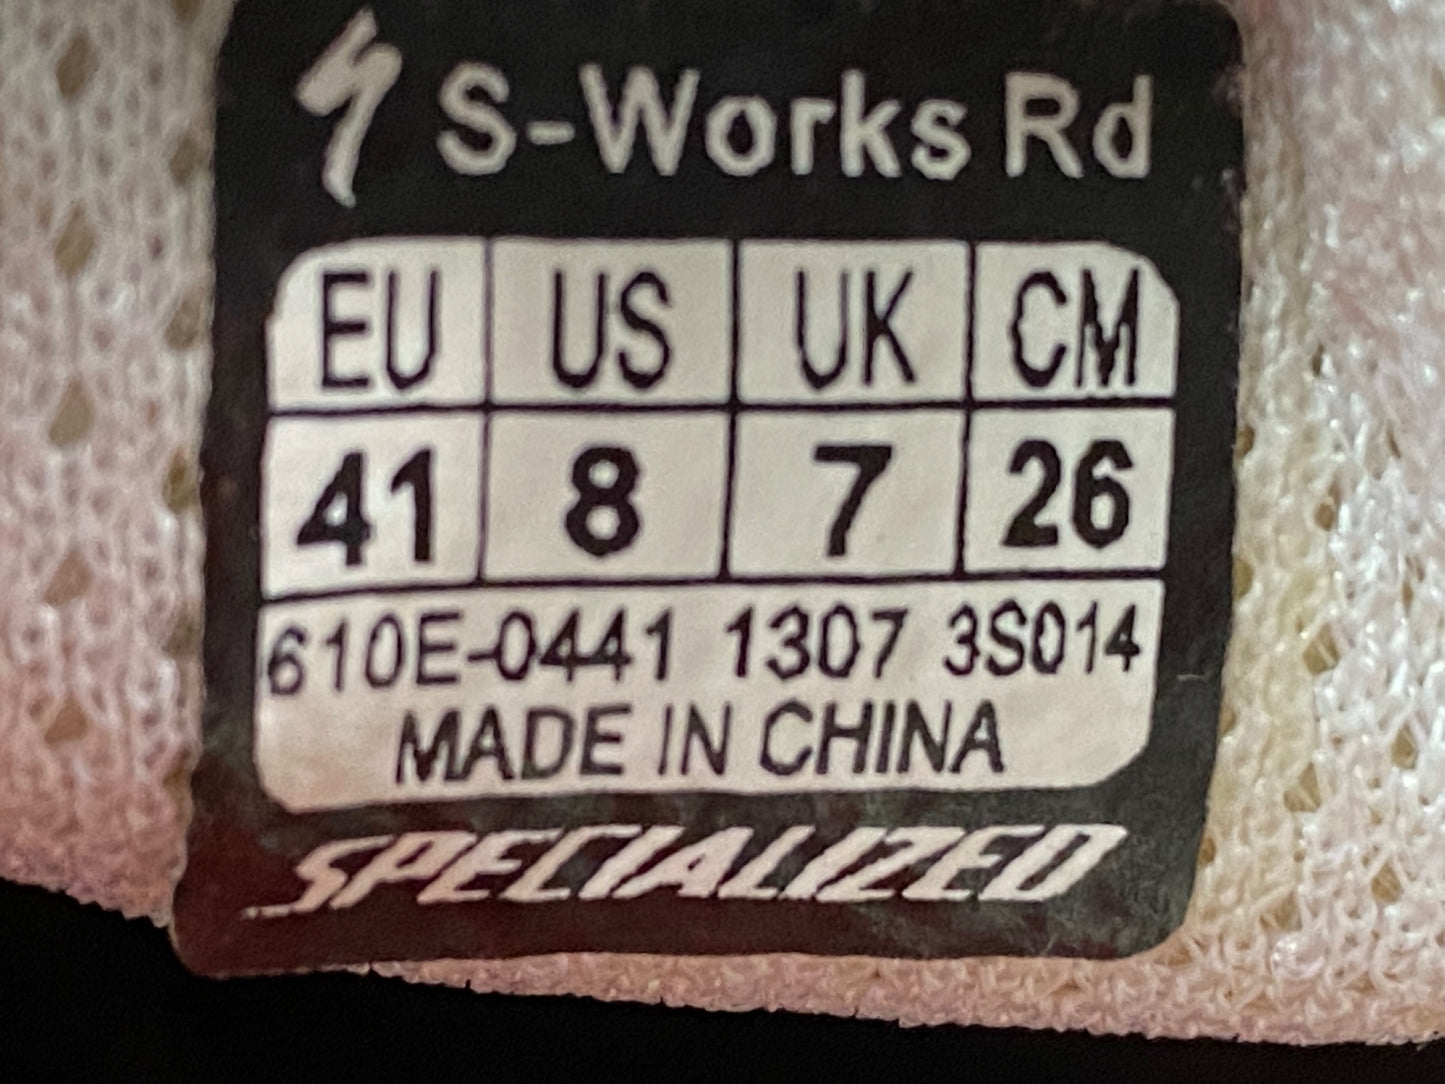 S-Works Rd
EU US UK CM
41 8 7 26
610E-0441 1307 3S014
MADE IN CHINA
SPECIALIZED